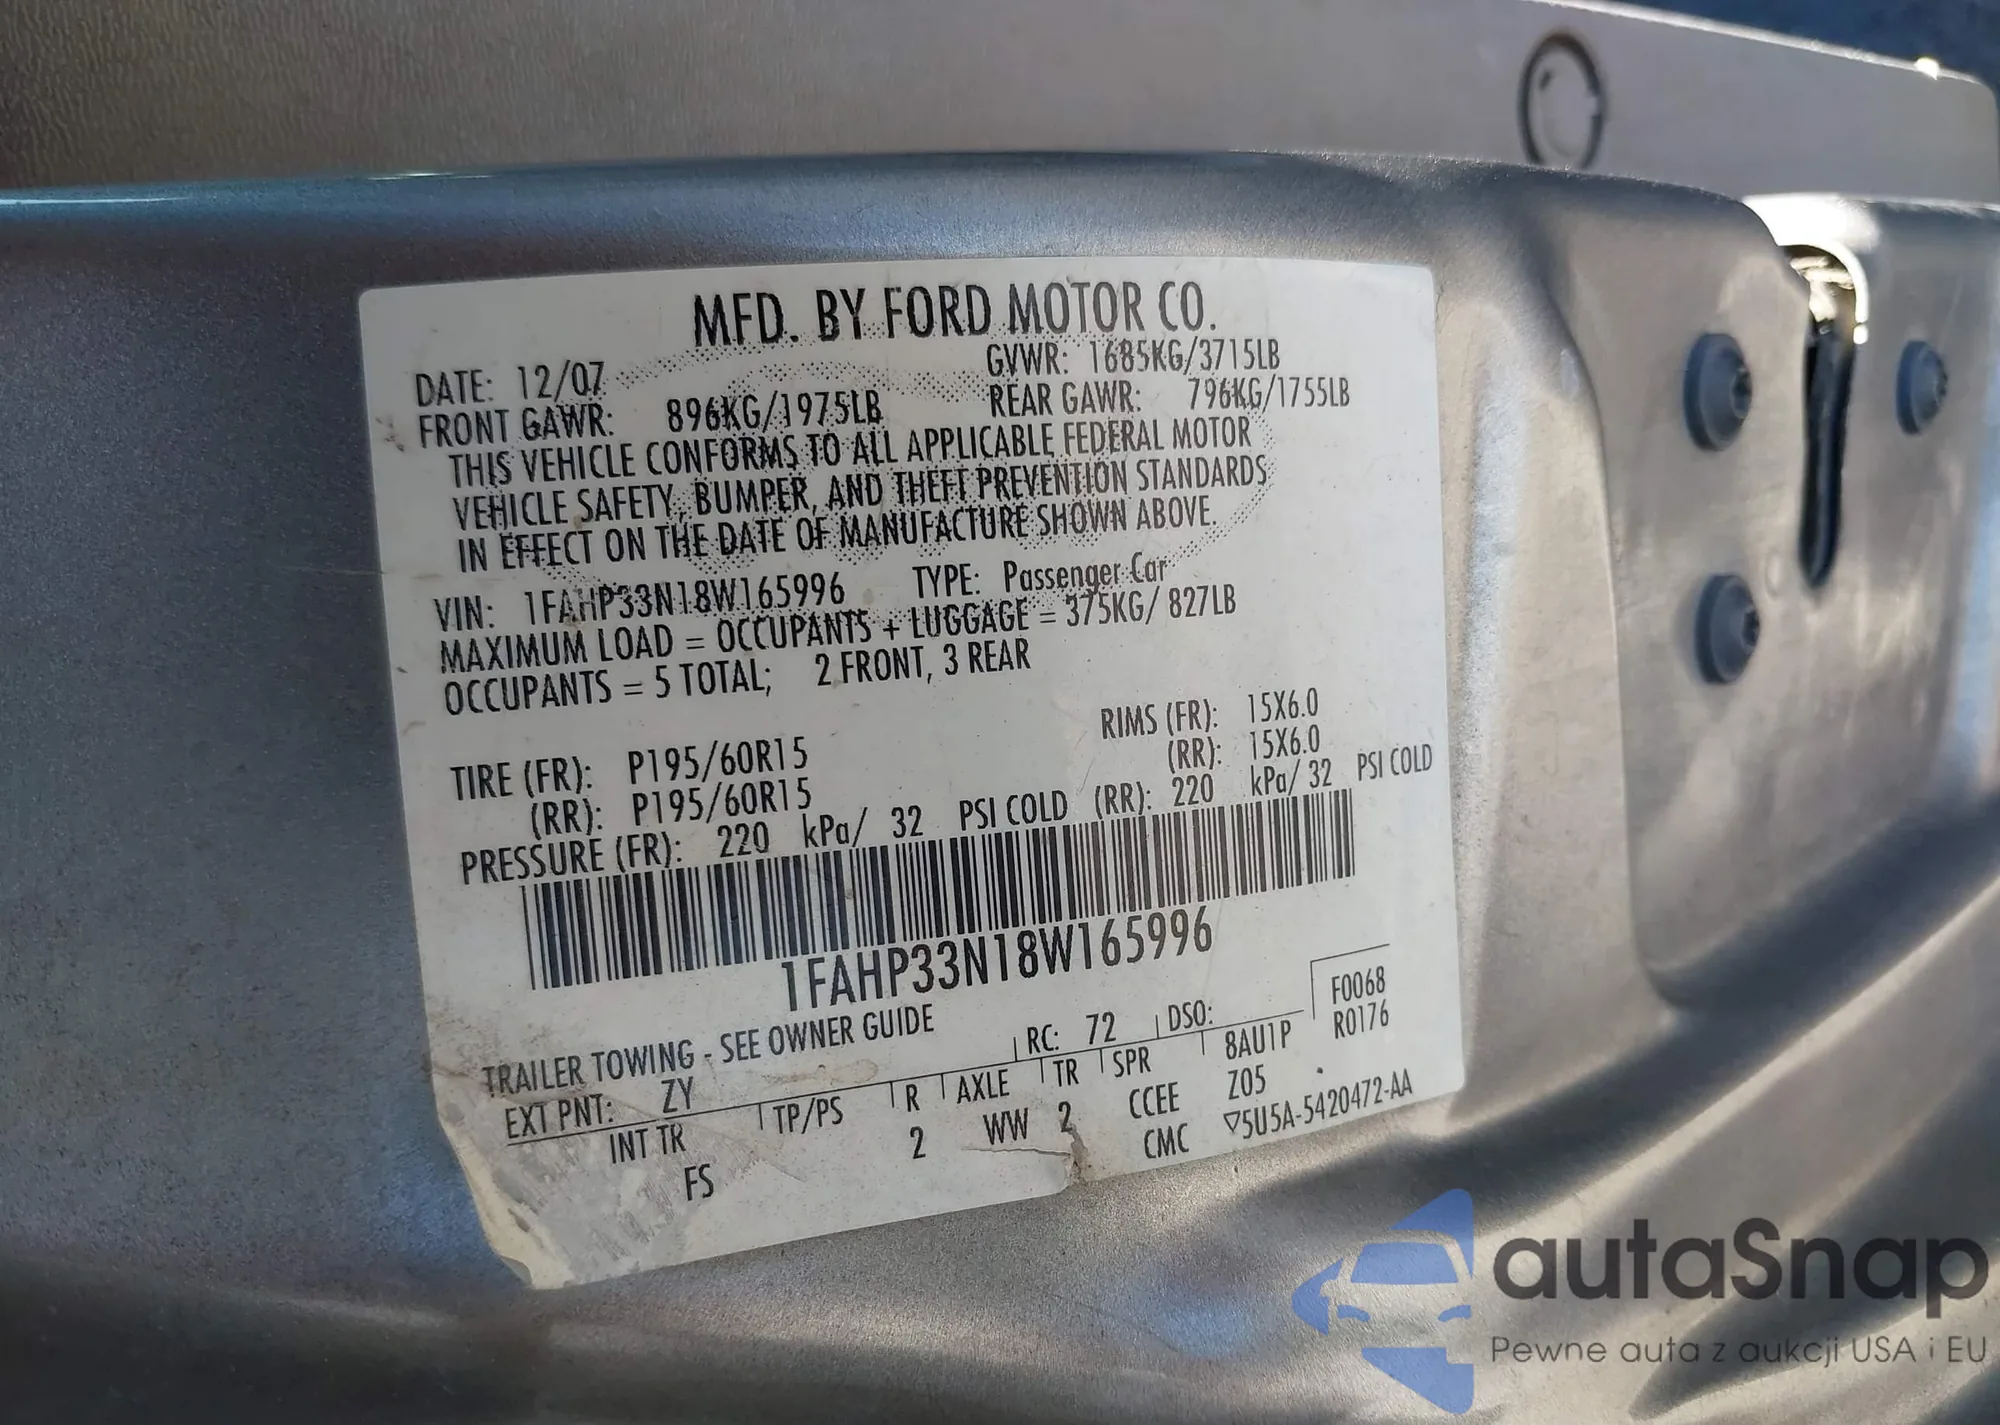 MFD. BY FORD MOTOR CO.
DATE: 12/07 GVWR: 1685KG/3715LB
FRONT GAWR: 896KG/1975LB REAR GAWR: 796KG/1755LB
THIS VEHICLE CONFORMS TO ALL APPLICABLE FEDERAL MOTOR
VEHICLE SAFETY, BUMPER, AND THEFT PREVENTION STANDARDS
IN EFFECT ON THE DATE OF MANUFACTURE SHOWN ABOVE.
VIN: 1FAHP33N18W165996 TYPE: Passenger Car
MAXIMUM LOAD = OCCUPANTS + LUGGAGE = 375KG/ 827LB
OCCUPANTS = 5 TOTAL; 2 FRONT, 3 REAR
TIRE (FR): P195/60R15 RIMS (FR): 15X6.0
(RR): P195/60R15 (RR): 15X6.0
PRESSURE (FR): 220 kPa/ 32 PSI COLD (RR): 220 kPa/ 32 PSI COLD
1FAHP33N18W165996
TRAILER TOWING - SEE OWNER GUIDE F0068
EXT PNT: ZY RC: 72 DSO: R0176
INT TR TP/PS R AXLE TR SPR 8AU1P
FS 2 WW 2 CCEE Z05
CMC ▽5U5A-5420472-AA
autaSnap
Pewne auta z aukcji USA i EU